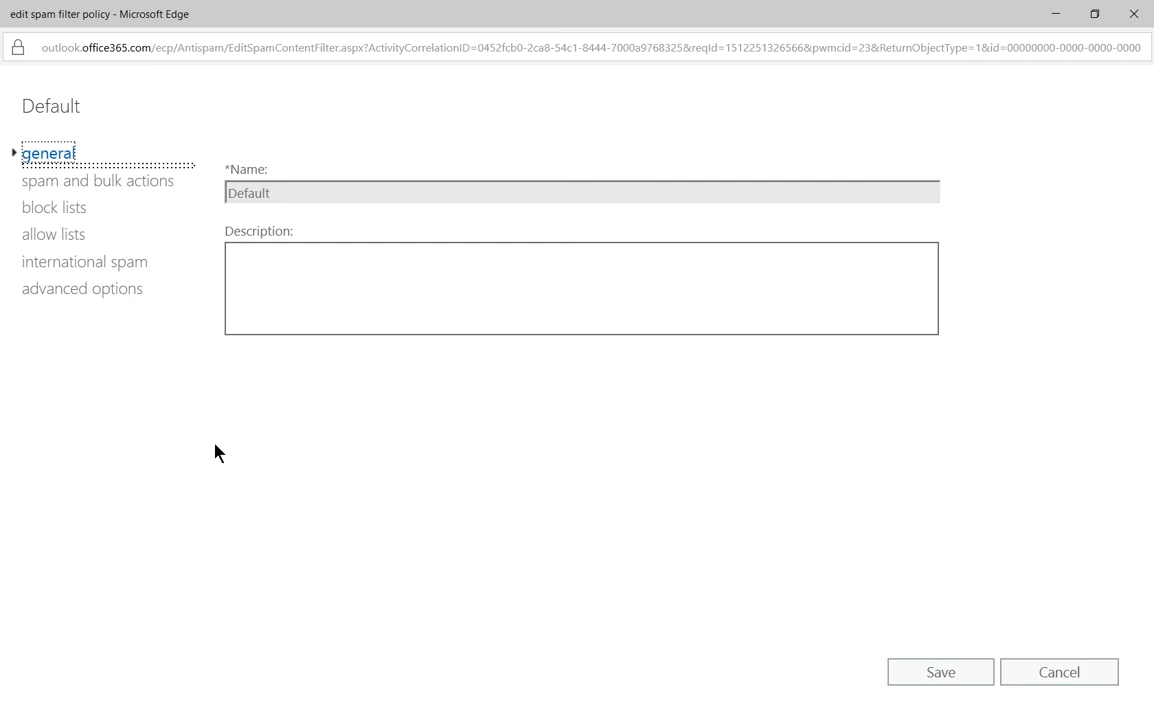 edit spam filter policy - Microsoft Edge
outlook.office365.com/ecp/Antispam/EditSpamContentFilter.aspx?ActivityCorrelationID=0452fcb0-2ca8-54c1-8444-7000a9768325&reqId=1512251326566&pwmcid=23&ReturnObjectType=1&id=00000000-0000-0000-0000
Default
general
spam and bulk actions
block lists
allow lists
international spam
advanced options
*Name:
Default
Description:
Save
Cancel